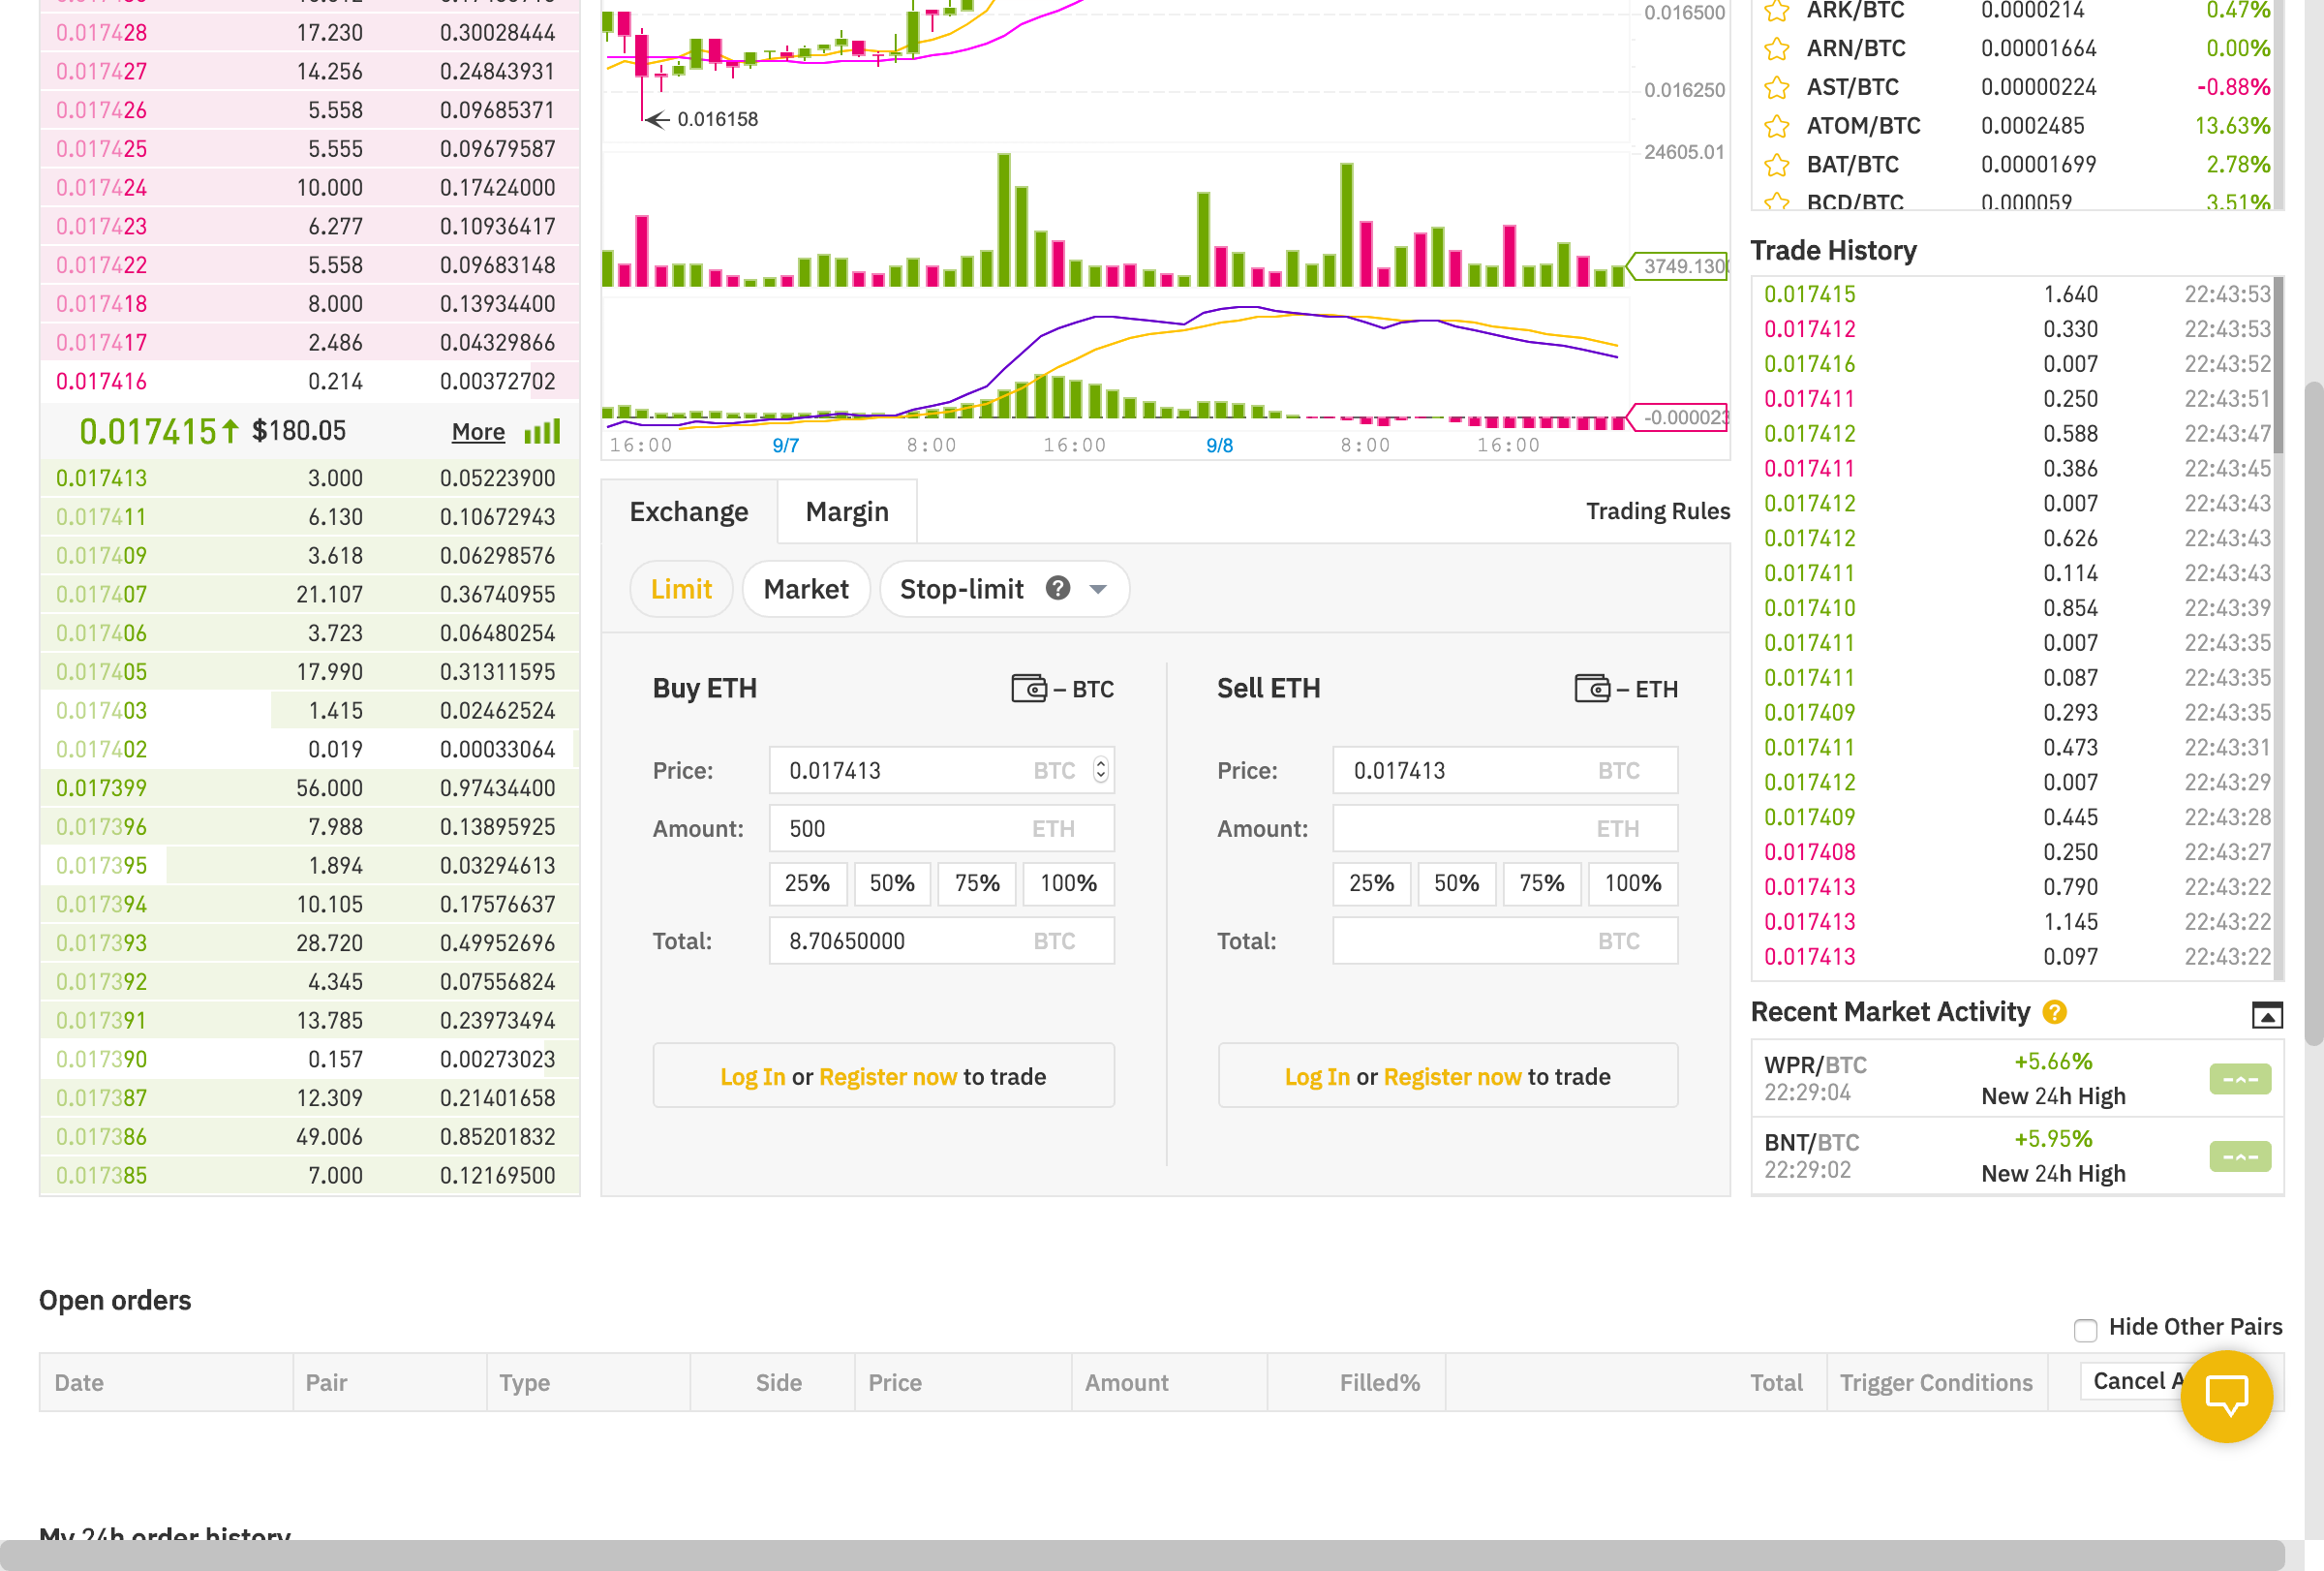 0.017428 17.230 0.30028444
0.017427 14.256 0.24843931
0.017426 5.558 0.09685371
0.017425 5.555 0.09679587
0.017424 10.000 0.17424000
0.017423 6.277 0.10936417
0.017422 5.558 0.09683148
0.017418 8.000 0.13934400
0.017417 2.486 0.04329866
0.017416 0.214 0.00372702
0.017415 $180.05 More
0.017413 3.000 0.05223900
0.017411 6.130 0.10672943
0.017409 3.618 0.06298576
0.017407 21.107 0.36740955
0.017406 3.723 0.06480254
0.017405 17.990 0.31311595
0.017403 1.415 0.02462524
0.017402 0.019 0.00033064
0.017399 56.000 0.97434400
0.017396 7.988 0.13895925
0.017395 1.894 0.03294613
0.017394 10.105 0.17576637
0.017393 28.720 0.49952696
0.017392 4.345 0.07556824
0.017391 13.785 0.23973494
0.017390 0.157 0.00273023
0.017387 12.309 0.21401658
0.017386 49.006 0.85201832
0.017385 7.000 0.12169500
0.016500
0.016250
0.016158
24605.01
3749.130
-0.000023
16:00 9/7 8:00 16:00 9/8 8:00 16:00
Exchange Margin Trading Rules
Limit Market Stop-limit ?
Buy ETH – BTC
Price: 0.017413 BTC
Amount: 500 ETH
25% 50% 75% 100%
Total: 8.70650000 BTC
Log In or Register now to trade
Sell ETH – ETH
Price: 0.017413 BTC
Amount: ETH
25% 50% 75% 100%
Total: BTC
Log In or Register now to trade
ARK/BTC 0.0000214 0.47%
ARN/BTC 0.00001664 0.00%
AST/BTC 0.00000224 -0.88%
ATOM/BTC 0.0002485 13.63%
BAT/BTC 0.00001699 2.78%
BCD/BTC 0.000059 3.51%
Trade History
0.017415 1.640 22:43:53
0.017412 0.330 22:43:53
0.017416 0.007 22:43:52
0.017411 0.250 22:43:51
0.017412 0.588 22:43:47
0.017411 0.386 22:43:45
0.017412 0.007 22:43:43
0.017412 0.626 22:43:43
0.017411 0.114 22:43:43
0.017410 0.854 22:43:39
0.017411 0.007 22:43:35
0.017411 0.087 22:43:35
0.017409 0.293 22:43:35
0.017411 0.473 22:43:31
0.017412 0.007 22:43:29
0.017409 0.445 22:43:28
0.017408 0.250 22:43:27
0.017413 0.790 22:43:22
0.017413 1.145 22:43:22
0.017413 0.097 22:43:22
Recent Market Activity ?
WPR/BTC +5.66%
22:29:04 New 24h High
BNT/BTC +5.95%
22:29:02 New 24h High
Open orders
Hide Other Pairs
Date Pair Type Side Price Amount Filled% Total Trigger Conditions Cancel A
My 24h order history